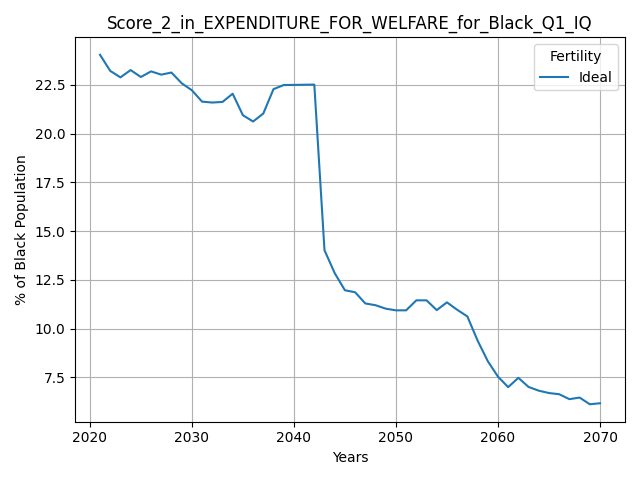 Score_2_in_EXPENDITURE_FOR_WELFARE_for_Black_Q1_IQ
Fertility
Ideal
% of Black Population
22.5
20.0
17.5
15.0
12.5
10.0
7.5
2020 2030 2040 2050 2060 2070
Years